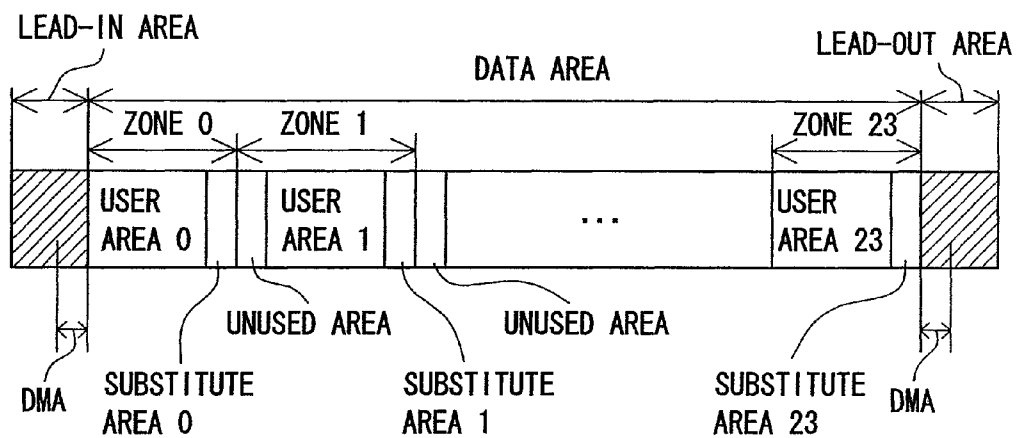 LEAD-IN AREA
LEAD-OUT AREA
DATA AREA
ZONE 0
ZONE 1
ZONE 23
USER
AREA 0
USER
AREA 1
...
USER
AREA 23
UNUSED AREA
UNUSED AREA
DMA
SUBSTITUTE
AREA 0
SUBSTITUTE
AREA 1
SUBSTITUTE
AREA 23
DMA